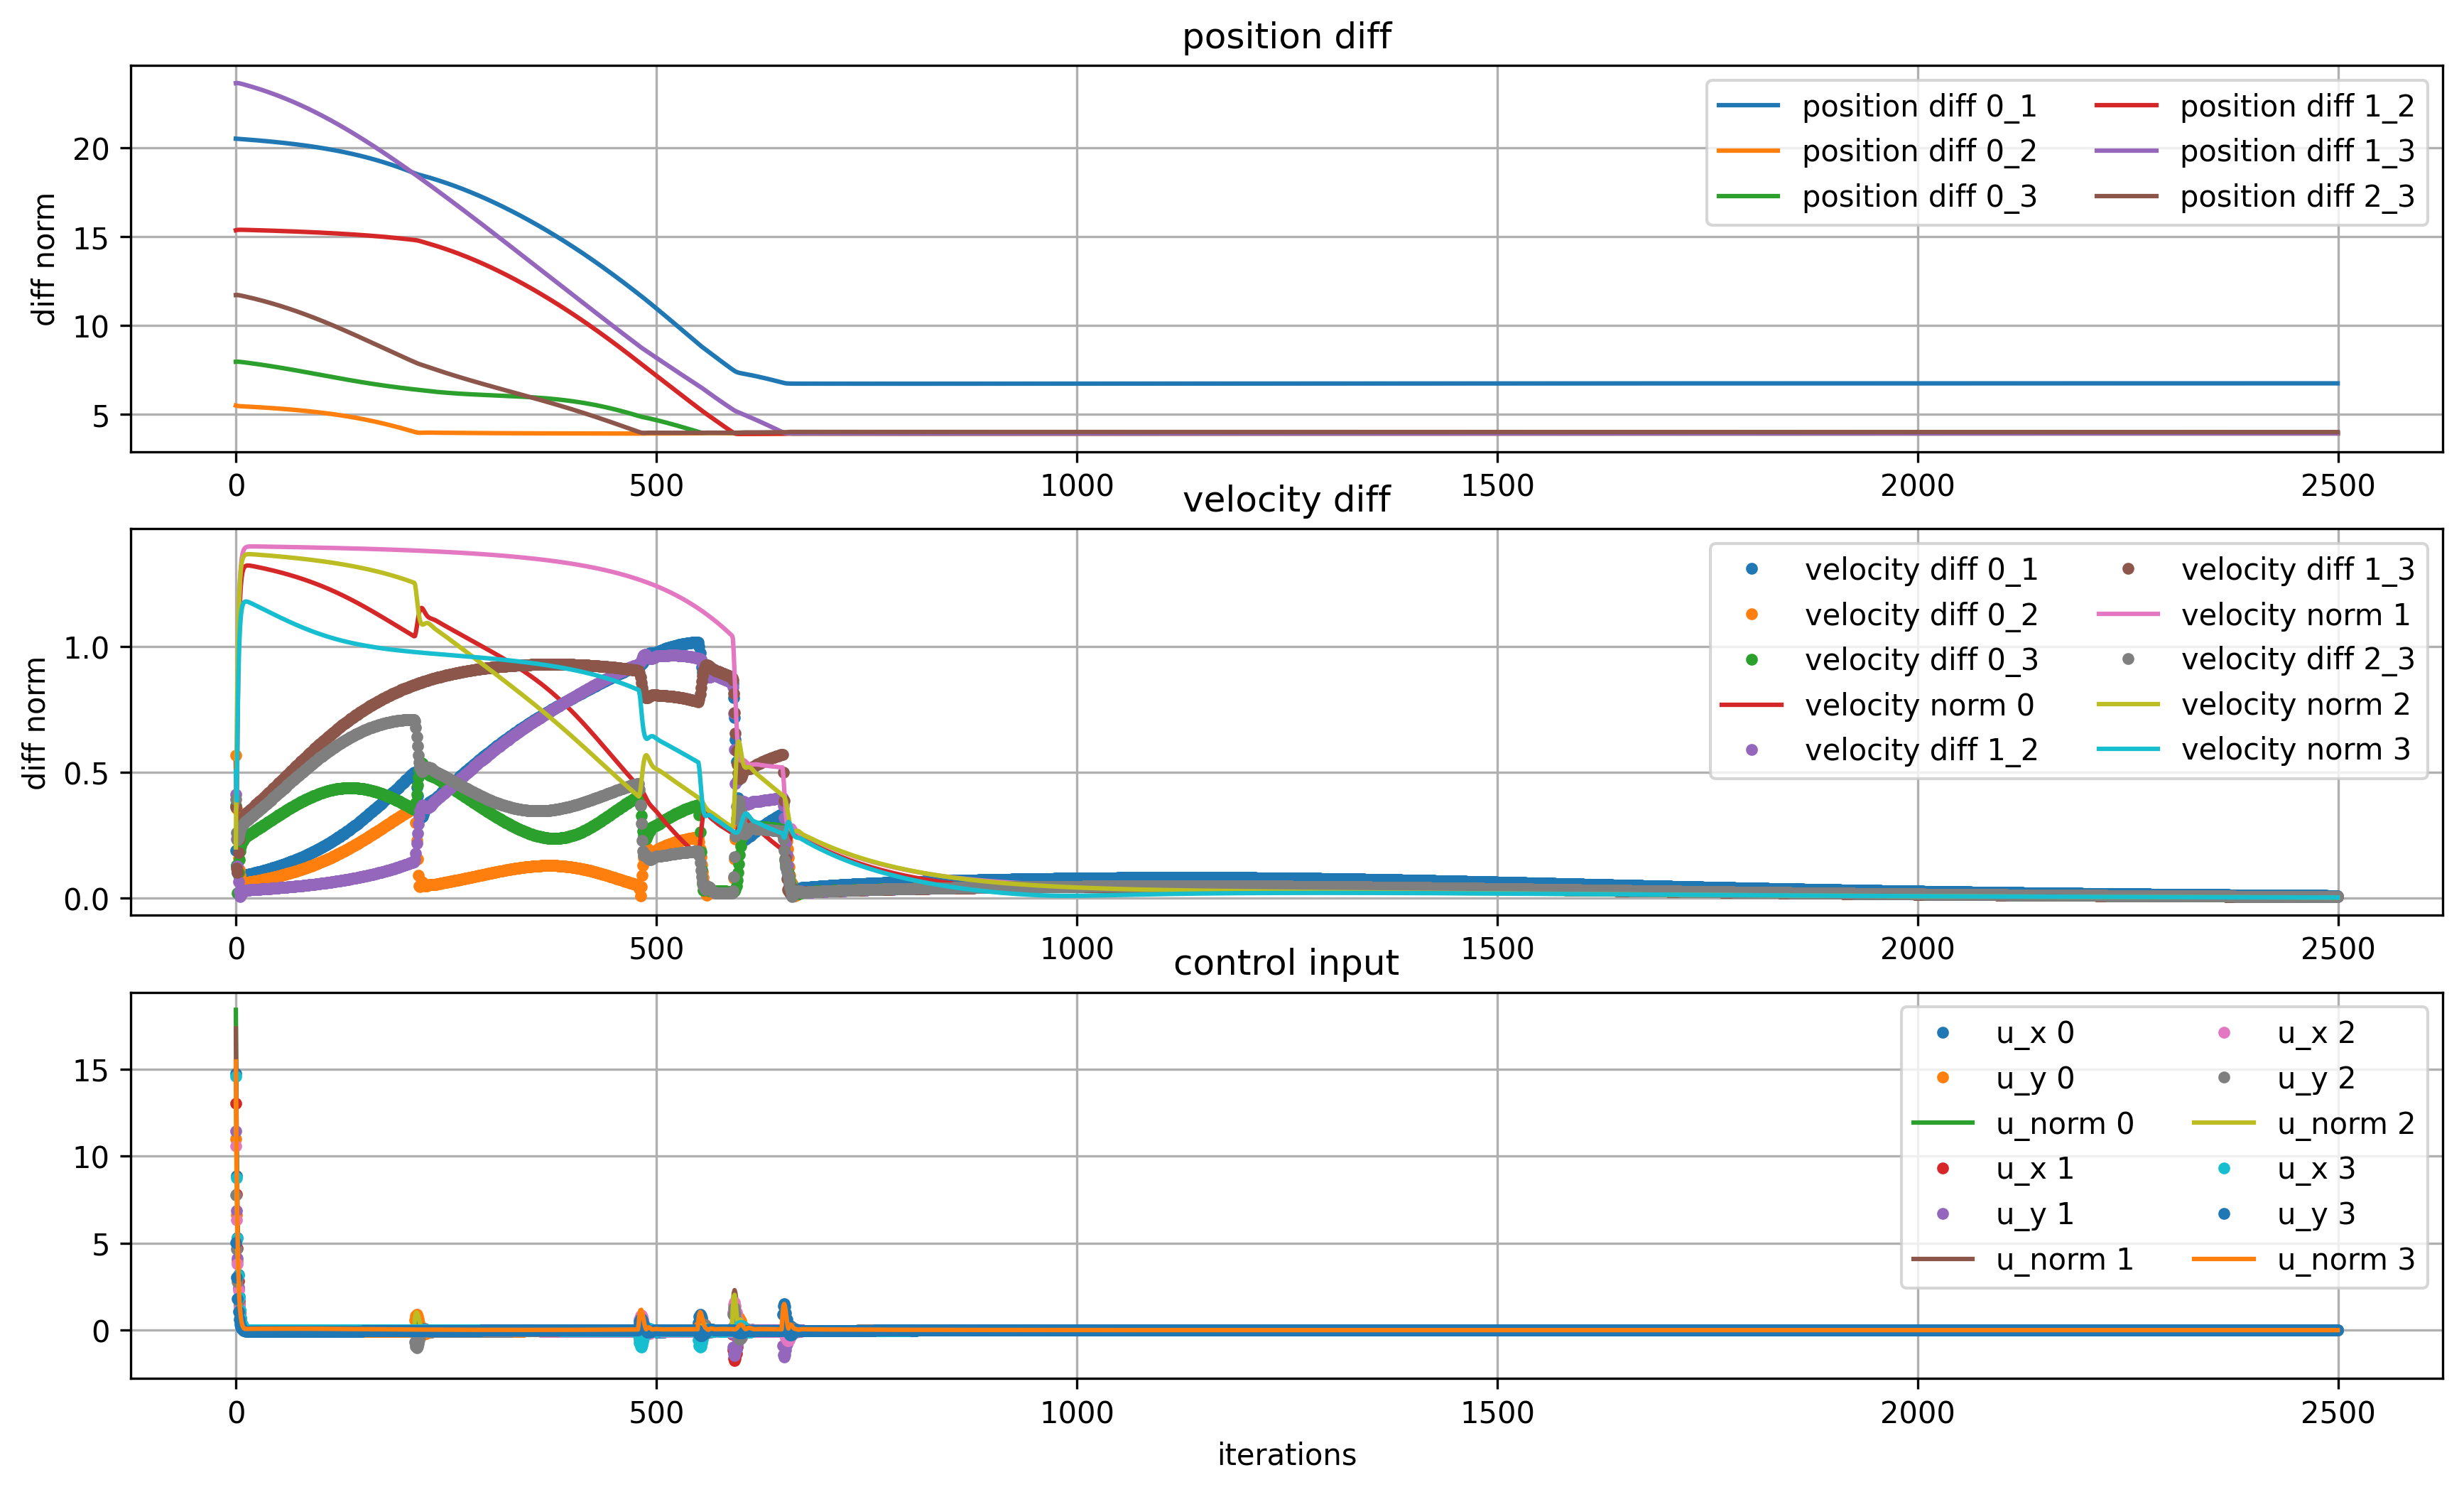 position diff
diff norm
20
15
10
5
position diff 0_1
position diff 0_2
position diff 0_3
position diff 1_2
position diff 1_3
position diff 2_3
0 500 1000 1500 2000 2500
velocity diff
diff norm
1.0
0.5
0.0
velocity diff 0_1
velocity diff 0_2
velocity diff 0_3
velocity norm 0
velocity diff 1_2
velocity diff 1_3
velocity norm 1
velocity diff 2_3
velocity norm 2
velocity norm 3
0 500 1000 1500 2000 2500
control input
15
10
5
0
u_x 0
u_y 0
u_norm 0
u_x 1
u_y 1
u_norm 1
u_x 2
u_y 2
u_norm 2
u_x 3
u_y 3
u_norm 3
0 500 1000 1500 2000 2500
iterations